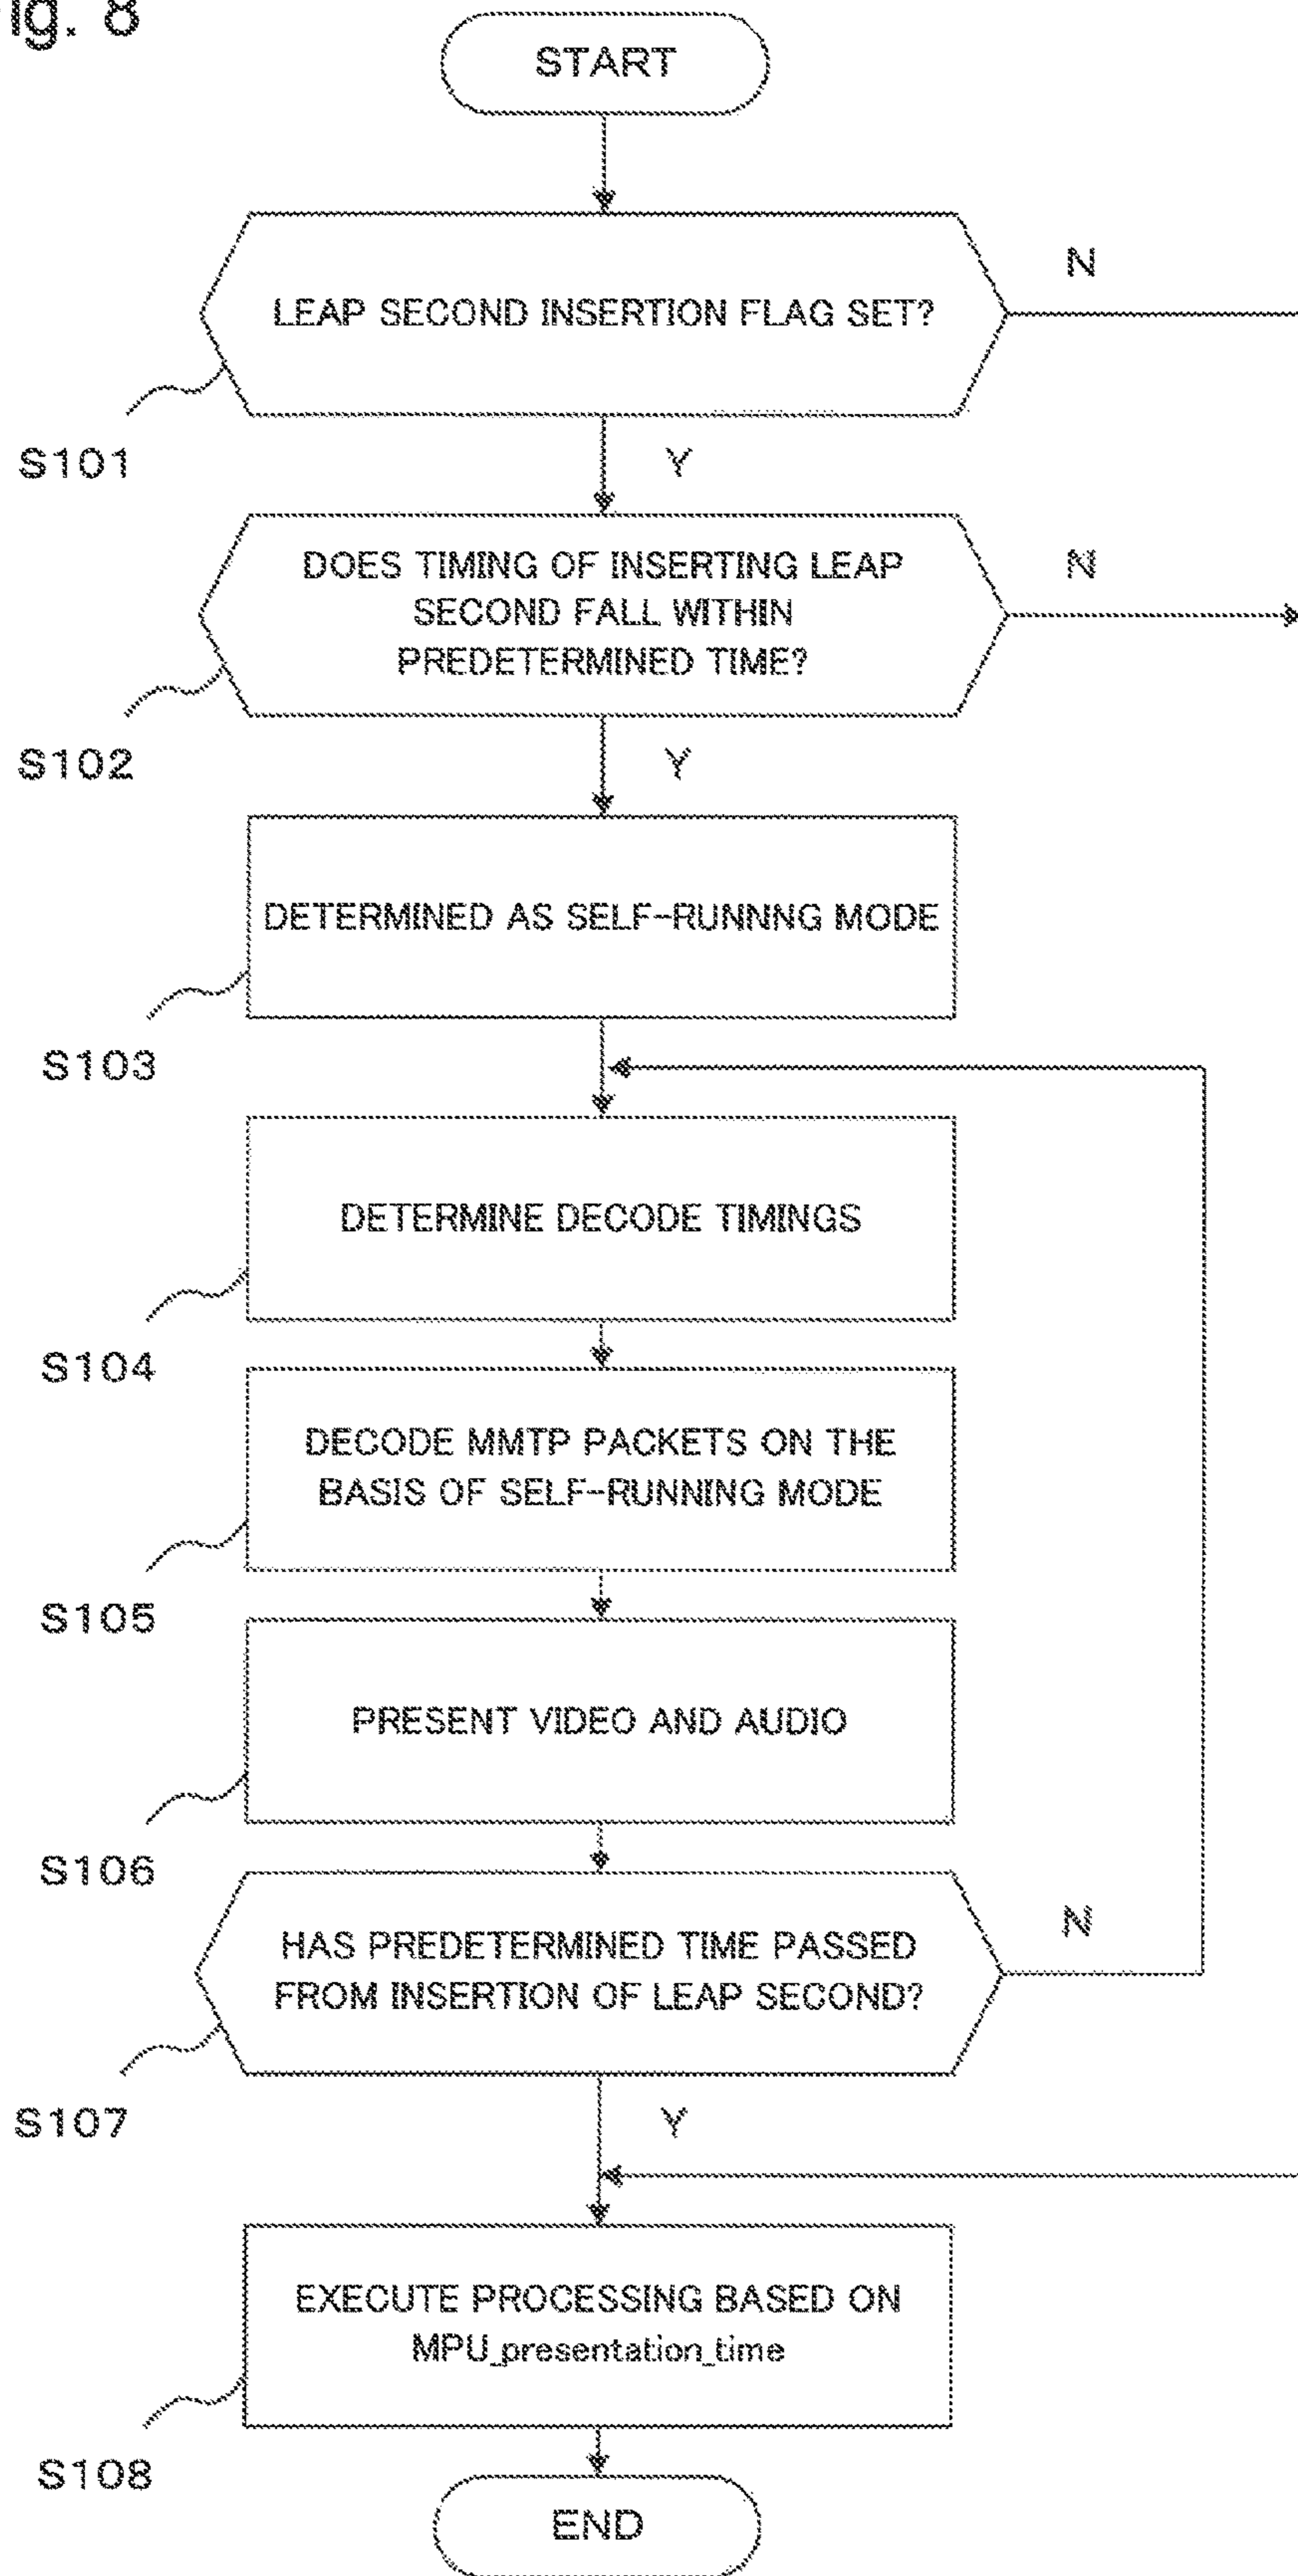 ig. 8
START
LEAP SECOND INSERTION FLAG SET?
N
S101
Y
DOES TIMING OF INSERTING LEAP
SECOND FALL WITHIN
PREDETERMINED TIME?
N
S102
Y
DETERMINED AS SELF-RUNNNG MODE
S103
DETERMINE DECODE TIMINGS
S104
DECODE MMTP PACKETS ON THE
BASIS OF SELF-RUNNING MODE
S105
PRESENT VIDEO AND AUDIO
S106
HAS PREDETERMINED TIME PASSED
FROM INSERTION OF LEAP SECOND?
N
S107
Y
EXECUTE PROCESSING BASED ON
MPU_presentation_time
S108
END